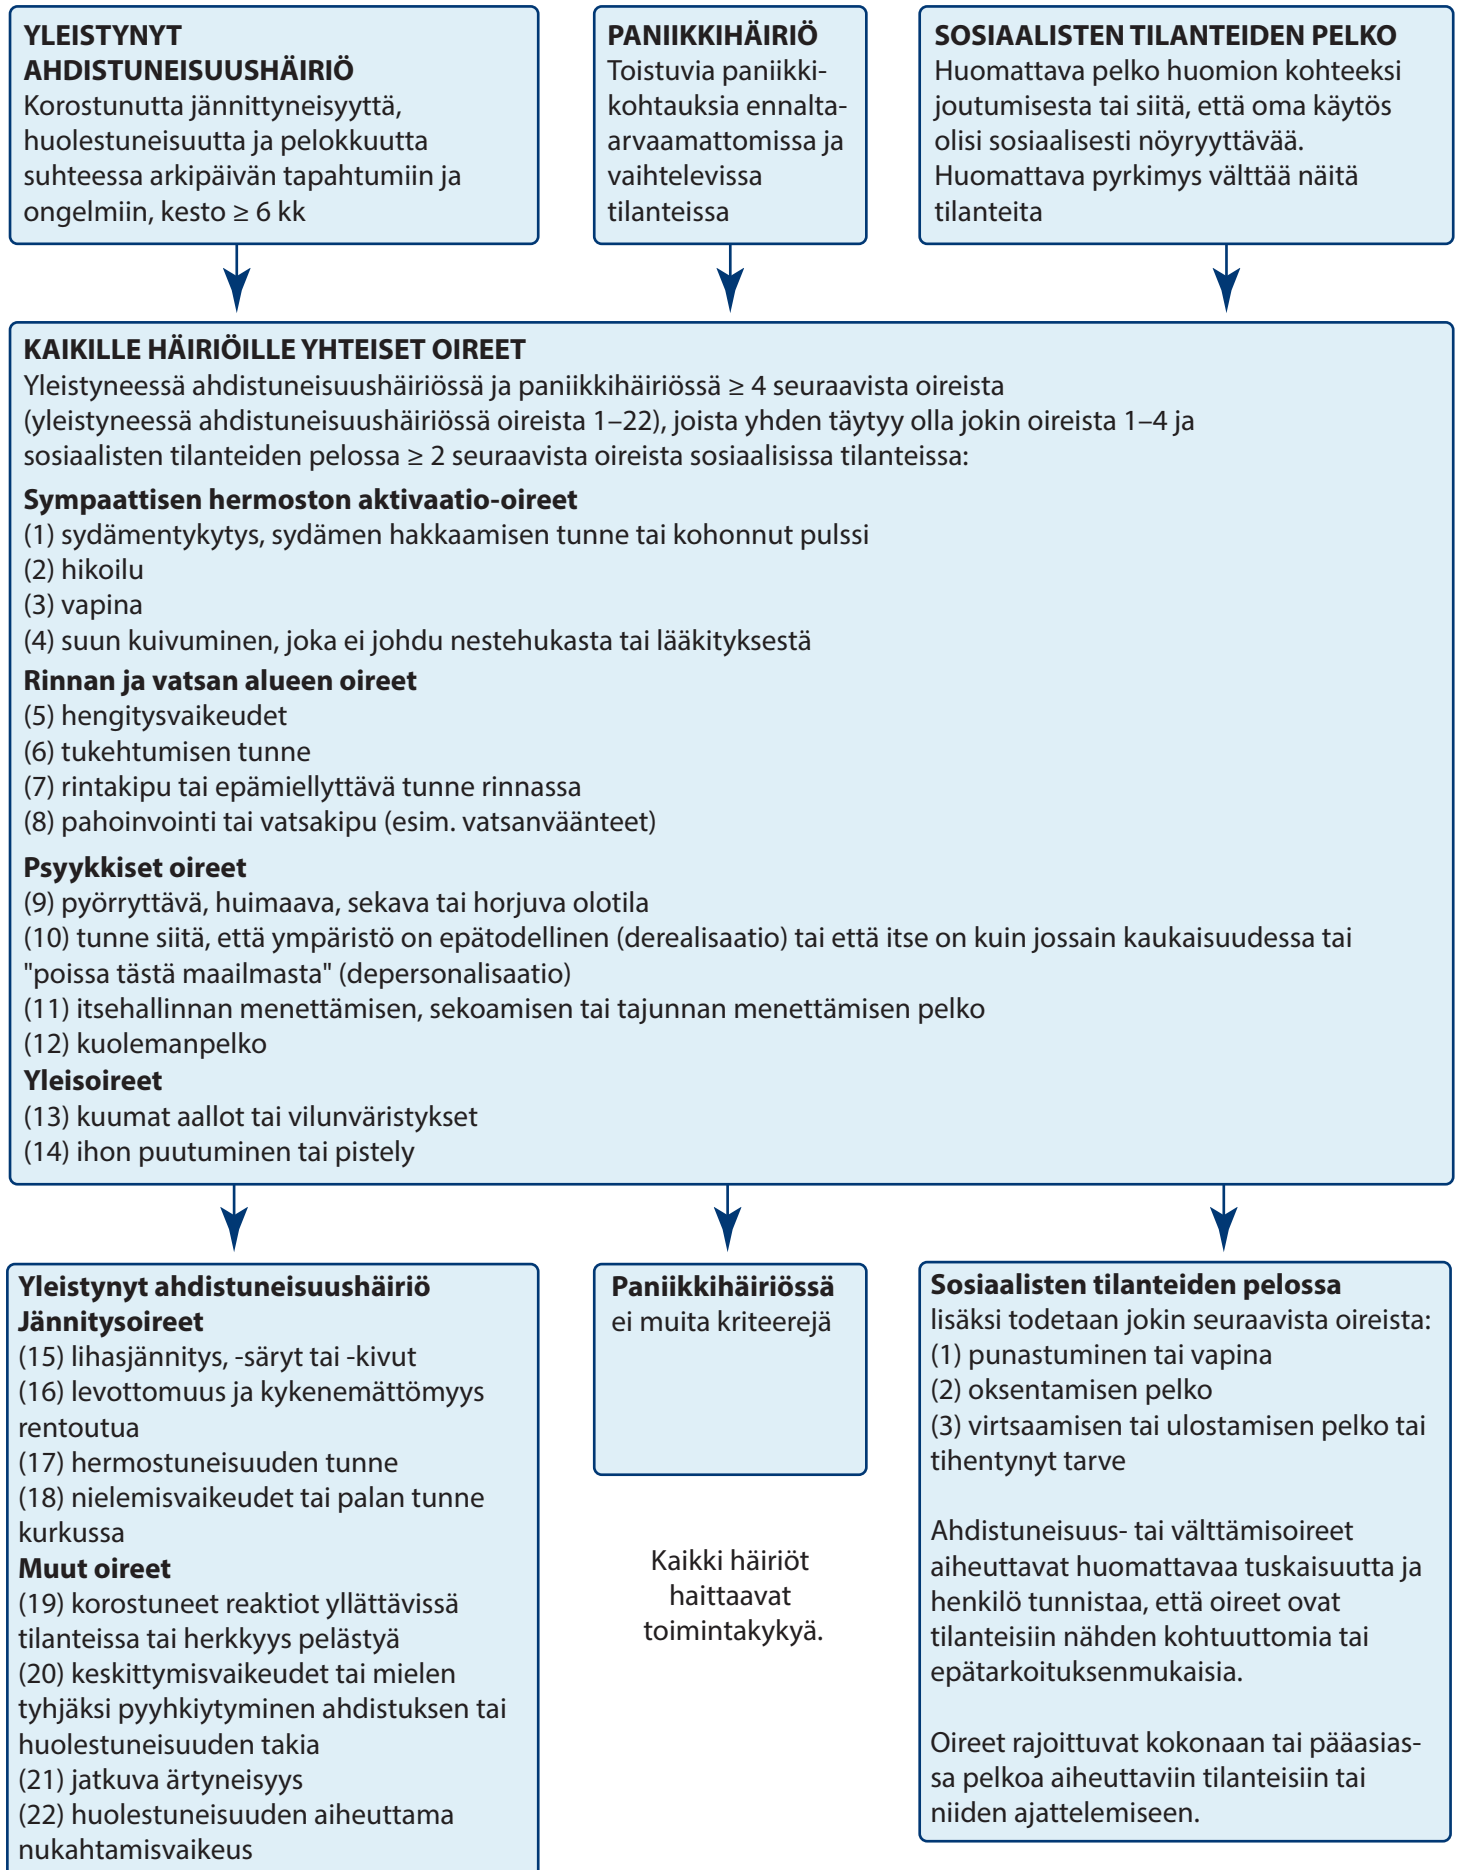 YLEISTYNYT
AHDISTUNEISUUSHÄIRIÖ
Korostunutta jännittyneisyyttä,
huolestuneisuutta ja pelokkuutta
suhteessa arkipäivän tapahtumiin ja
ongelmiin, kesto ≥ 6 kk
PANIIKKIHÄIRIÖ
Toistuvia paniikki-
kohtauksia ennalta-
arvaamattomissa ja
vaihtelevissa
tilanteissa
SOSIAALISTEN TILANTEIDEN PELKO
Huomattava pelko huomion kohteeksi
joutumisesta tai siitä, että oma käytös
olisi sosiaalisesti nöyryyttävää.
Huomattava pyrkimys välttää näitä
tilanteita
KAIKILLE HÄIRIÖILLE YHTEISET OIREET
Yleistyneessä ahdistuneisuushäiriössä ja paniikkihäiriössä ≥ 4 seuraavista oireista
(yleistyneessä ahdistuneisuushäiriössä oireista 1–22), joista yhden täytyy olla jokin oireista 1–4 ja
sosiaalisten tilanteiden pelossa ≥ 2 seuraavista oireista sosiaalisissa tilanteissa:
Sympaattisen hermoston aktivaatio-oireet
(1) sydämentykytys, sydämen hakkaamisen tunne tai kohonnut pulssi
(2) hikoilu
(3) vapina
(4) suun kuivuminen, joka ei johdu nestehukasta tai lääkityksestä
Rinnan ja vatsan alueen oireet
(5) hengitysvaikeudet
(6) tukehtumisen tunne
(7) rintakipu tai epämiellyttävä tunne rinnassa
(8) pahoinvointi tai vatsakipu (esim. vatsanväänteet)
Psyykkiset oireet
(9) pyörryttävä, huimaava, sekava tai horjuva olotila
(10) tunne siitä, että ympäristö on epätodellinen (derealisaatio) tai että itse on kuin jossain kaukaisuudessa tai
"poissa tästä maailmasta" (depersonalisaatio)
(11) itsehallinnan menettämisen, sekoamisen tai tajunnan menettämisen pelko
(12) kuolemanpelko
Yleisoireet
(13) kuumat aallot tai vilunväristykset
(14) ihon puutuminen tai pistely
Yleistynyt ahdistuneisuushäiriö
Jännitysoireet
(15) lihasjännitys, -säryt tai -kivut
(16) levottomuus ja kykenemättömyys
rentoutua
(17) hermostuneisuuden tunne
(18) nielemisvaikeudet tai palan tunne
kurkussa
Muut oireet
(19) korostuneet reaktiot yllättävissä
tilanteissa tai herkkyys pelästyä
(20) keskittymisvaikeudet tai mielen
tyhjäksi pyyhkiytyminen ahdistuksen tai
huolestuneisuuden takia
(21) jatkuva ärtyneisyys
(22) huolestuneisuuden aiheuttama
nukahtamisvaikeus
Paniikkihäiriössä
ei muita kriteerejä
Kaikki häiriöt
haittaavat
toimintakykyä.
Sosiaalisten tilanteiden pelossa
lisäksi todetaan jokin seuraavista oireista:
(1) punastuminen tai vapina
(2) oksentamisen pelko
(3) virtsaamisen tai ulostamisen pelko tai
tihentynyt tarve
Ahdistuneisuus- tai välttämisoireet
aiheuttavat huomattavaa tuskaisuutta ja
henkilö tunnistaa, että oireet ovat
tilanteisiin nähden kohtuuttomia tai
epätarkoituksenmukaisia.
Oireet rajoittuvat kokonaan tai pääasias-
sa pelkoa aiheuttaviin tilanteisiin tai
niiden ajattelemiseen.